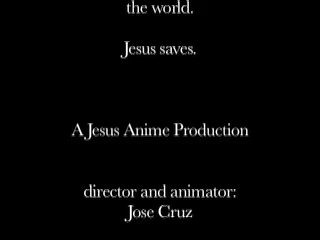 the world.
Jesus saves.
A Jesus Anime Production
director and animator:
Jose Cruz